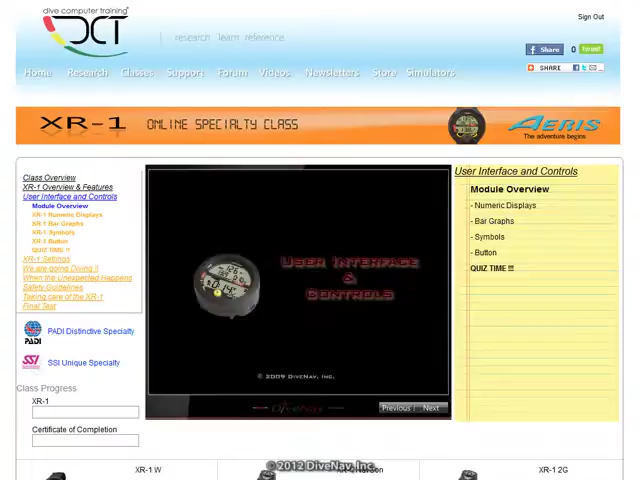 dive computer training
DCT
research learn reference
Sign Out
Share
0
tweet
SHARE
Home Research Classes Support Forum Videos Newsletters Store Simulators
XR-1 ONLINE SPECIALTY CLASS
AERIS
The adventure begins
Class Overview
XR-1 Overview & Features
User Interface and Controls
Module Overview
XR-1 Numeric Displays
XR-1 Bar Graphs
XR-1 Symbols
XR-1 Button
QUIZ TIME !!
XR-1 Settings
We are going Diving !!
When the Unexpected Happens
Safety Guidelines
Taking care of the XR-1
Final Test
PADI
PADI Distinctive Specialty
SSI
SSI Unique Specialty
Class Progress
XR-1
Certificate of Completion
User Interface
&
Controls
© 2009 DiveNav, Inc.
DiveNav
Previous Next
User Interface and Controls
Module Overview
- Numeric Displays
- Bar Graphs
- Symbols
- Button
QUIZ TIME !!!
XR-1 W
XR-1 2G
© 2012 DiveNav, Inc.